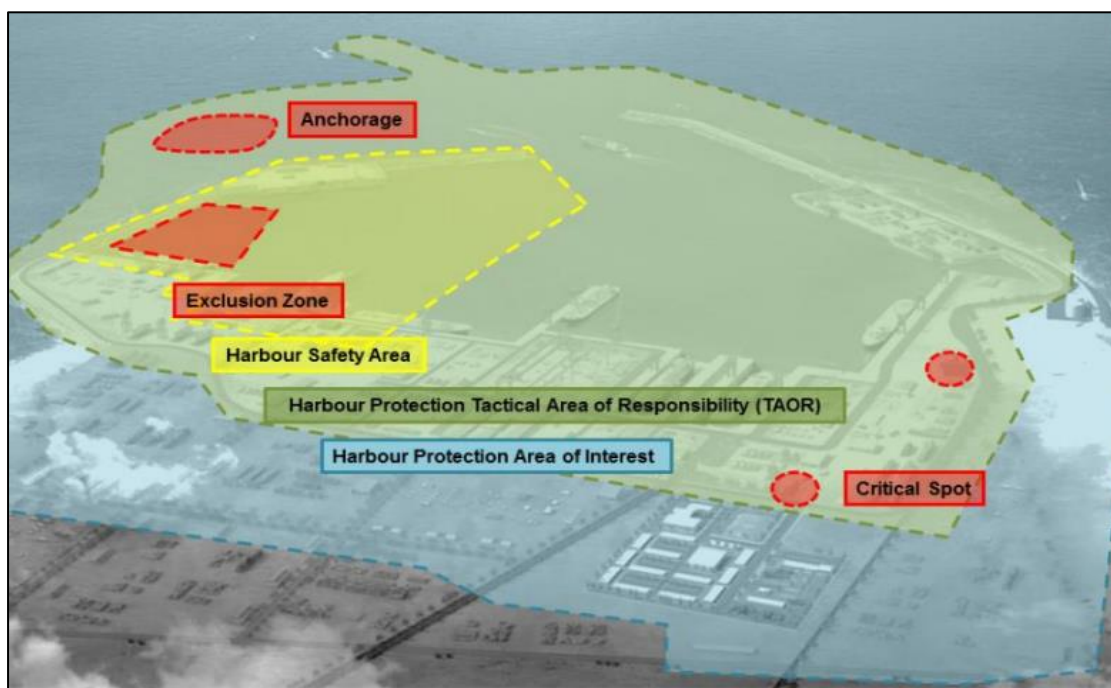 Anchorage
Exclusion Zone
Harbour Safety Area
Harbour Protection Tactical Area of Responsibility (TAOR)
Harbour Protection Area of Interest
Critical Spot